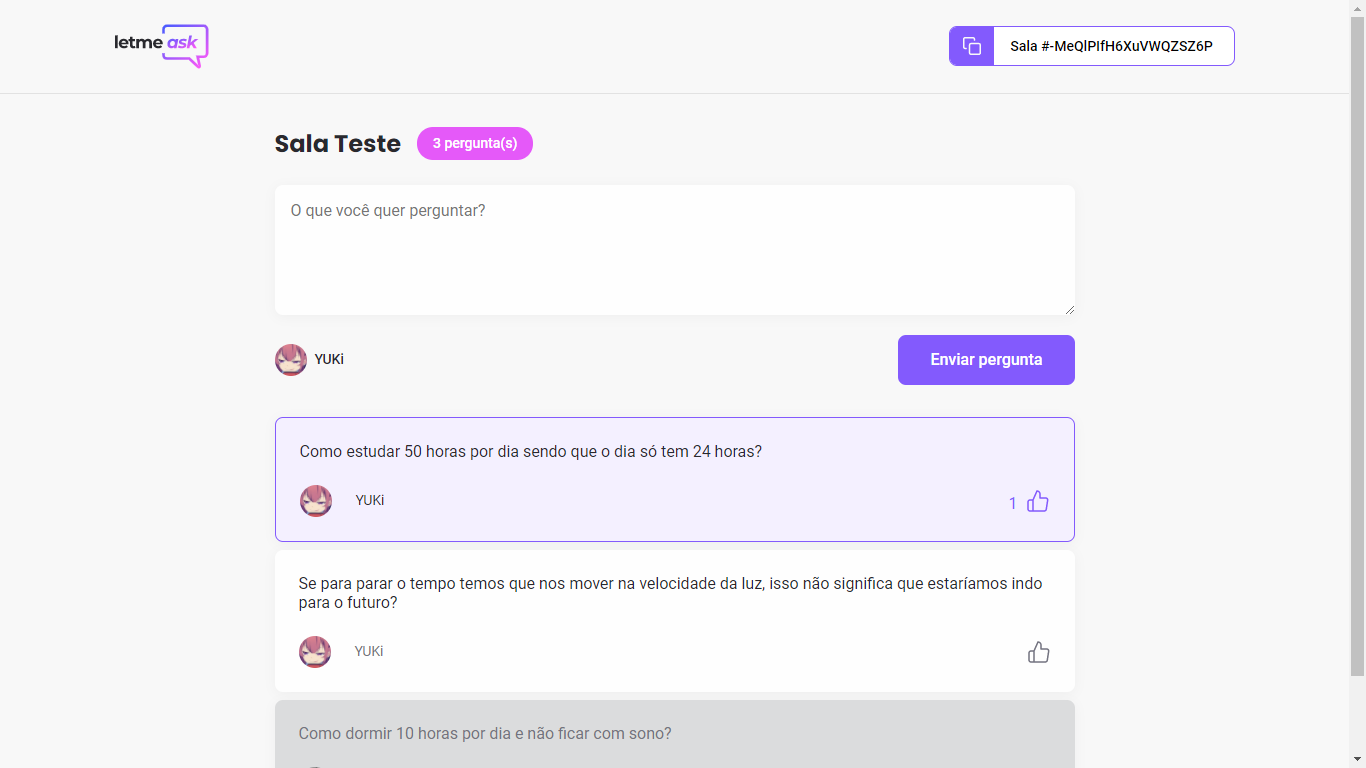 letme ask
Sala #-MeQlPIfH6XuVWQZSZ6P
Sala Teste
3 pergunta(s)
O que você quer perguntar?
YUKi
Enviar pergunta
Como estudar 50 horas por dia sendo que o dia só tem 24 horas?
YUKi
1
Se para parar o tempo temos que nos mover na velocidade da luz, isso não significa que estaríamos indo
para o futuro?
YUKi
Como dormir 10 horas por dia e não ficar com sono?